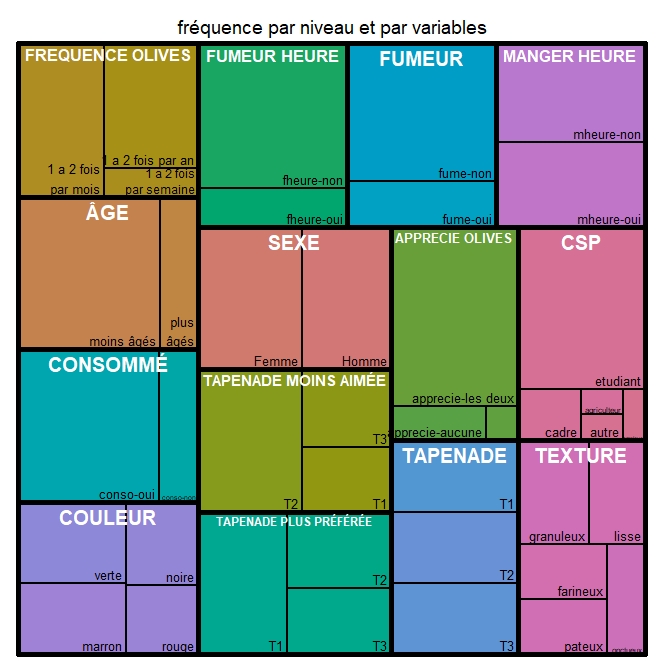 fréquence par niveau et par variables
FREQUENCE OLIVES
1 a 2 fois
par mois
1 a 2 fois par an
1 a 2 fois
par semaine
FUMEUR HEURE
fheure-non
fheure-oui
FUMEUR
fume-non
fume-oui
MANGER HEURE
mheure-non
mheure-oui
ÂGE
moins âgés
plus
âgés
SEXE
Femme
Homme
APPRECIE OLIVES
apprecie-les deux
apprecie-aucune
CSP
etudiant
cadre
agriculteur
autre
CONSOMMÉ
conso-oui
conso-non
TAPENADE MOINS AIMÉE
T2
T3
T1
TAPENADE
T1
T2
T3
TEXTURE
granuleux
lisse
farineux
pateux
COULEUR
verte
noire
marron
rouge
TAPENADE PLUS PRÉFÉRÉE
T1
T2
T3